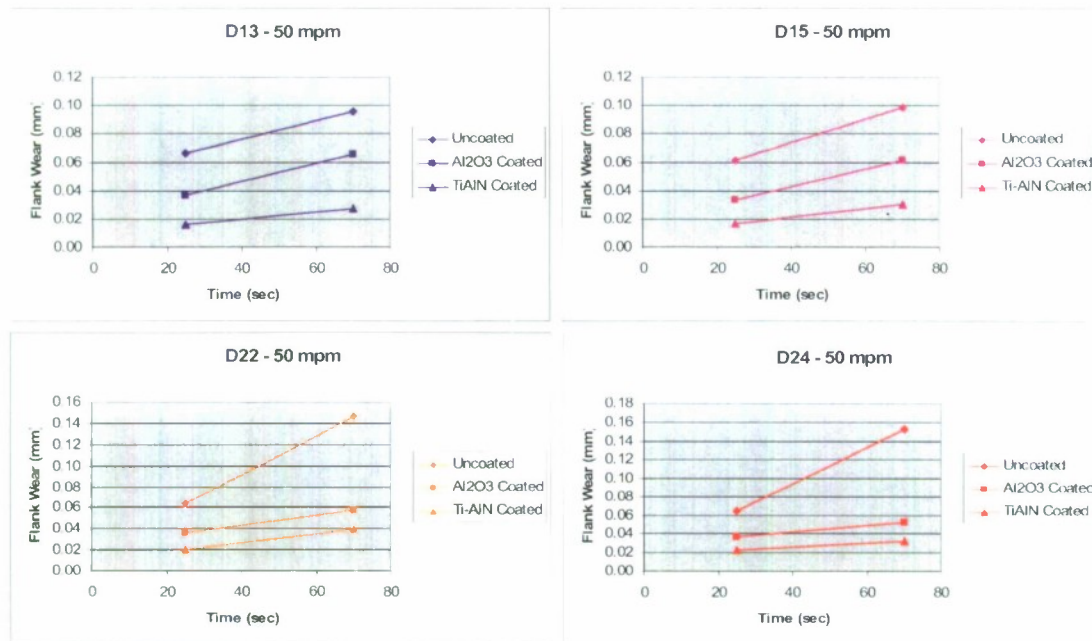 D13 - 50 mpm
Flank Wear (mm)
0.12
0.10
0.08
0.06
0.04
0.02
0.00
0
20
40
60
80
Time (sec)
Uncoated
Al2O3 Coated
TiAlN Coated
D15 - 50 mpm
Flank Wear (mm)
0.12
0.10
0.08
0.06
0.04
0.02
0.00
0
20
40
60
80
Time (sec)
Uncoated
Al2O3 Coated
Ti-AlN Coated
D22 - 50 mpm
Flank Wear (mm)
0.16
0.14
0.12
0.10
0.08
0.06
0.04
0.02
0.00
0
20
40
60
80
Time (sec)
Uncoated
Al2O3 Coated
Ti-AlN Coated
D24 - 50 mpm
Flank Wear (mm)
0.18
0.16
0.14
0.12
0.10
0.08
0.06
0.04
0.02
0.00
0
20
40
60
80
Time (sec)
Uncoated
Al2O3 Coated
TiAlN Coated